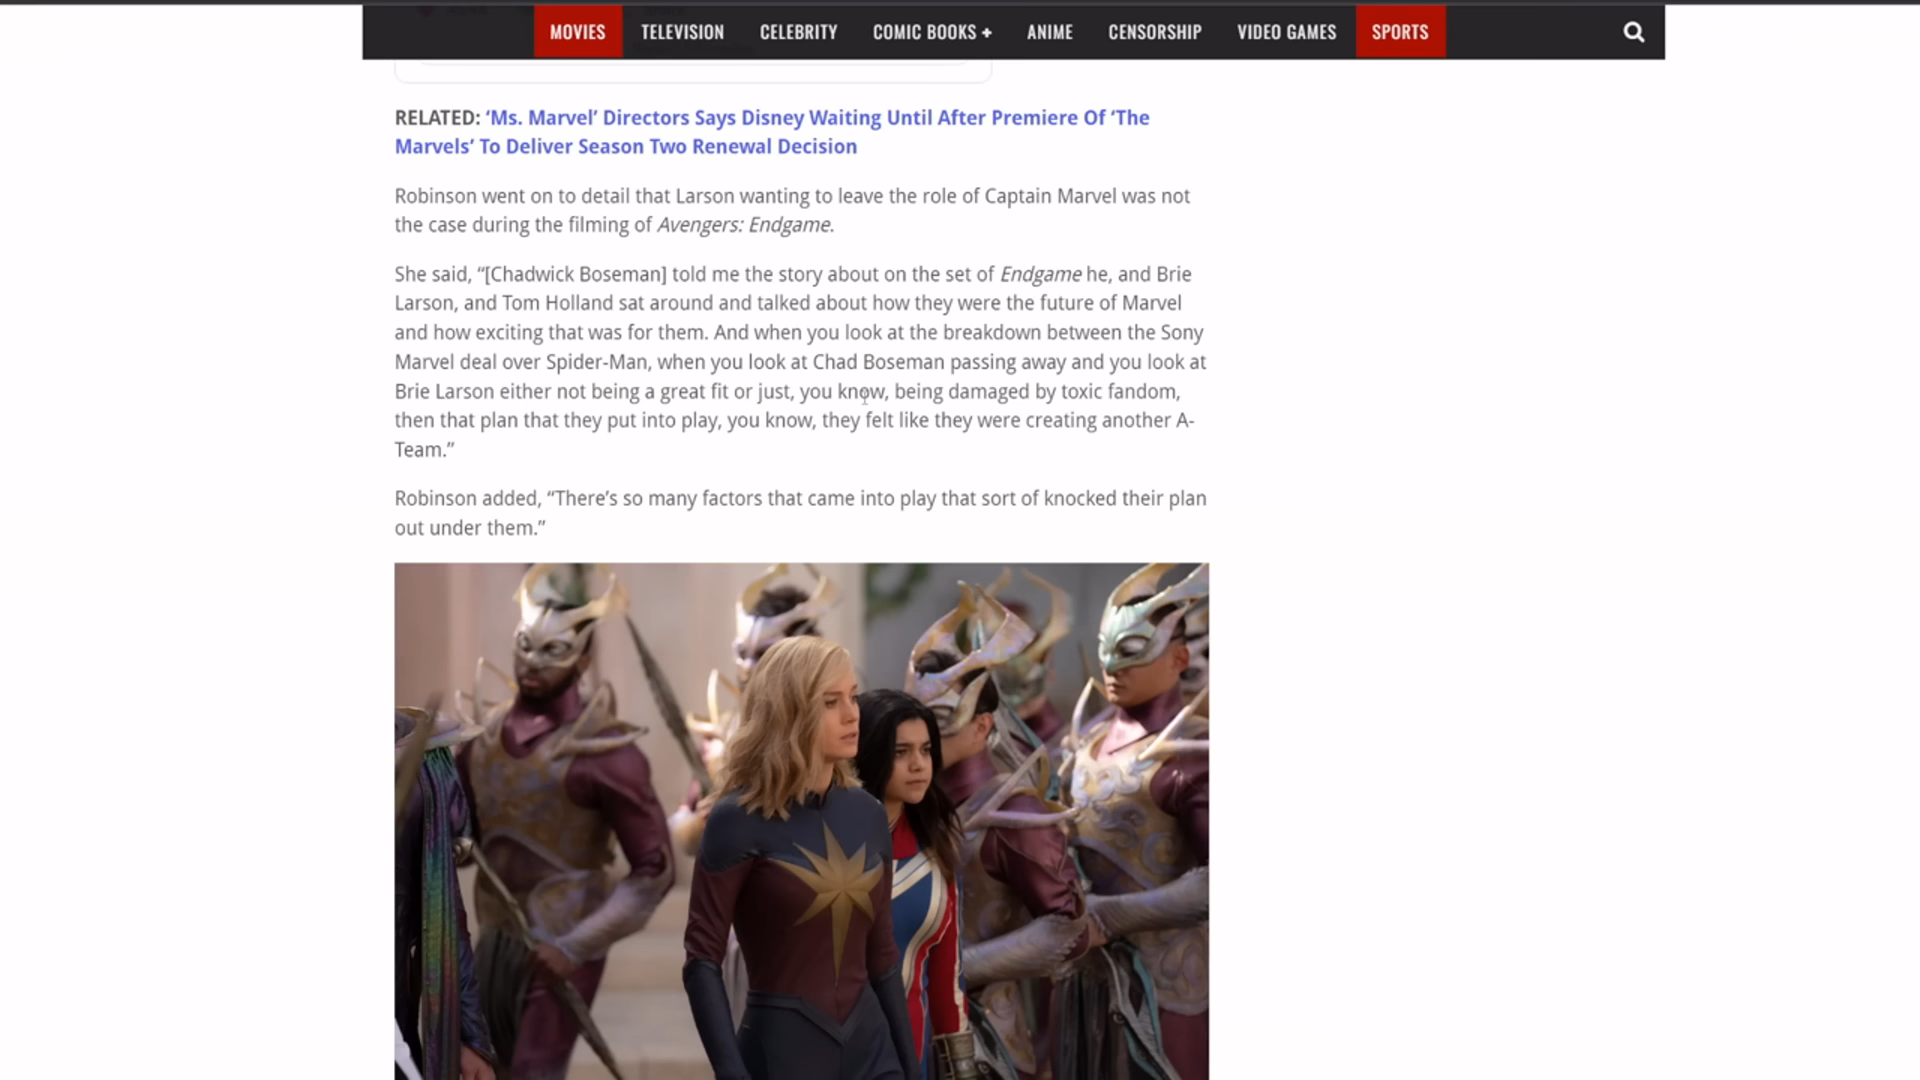 MOVIES TELEVISION CELEBRITY COMIC BOOKS + ANIME CENSORSHIP VIDEO GAMES SPORTS
RELATED: ‘Ms. Marvel’ Directors Says Disney Waiting Until After Premiere Of ‘The
Marvels’ To Deliver Season Two Renewal Decision
Robinson went on to detail that Larson wanting to leave the role of Captain Marvel was not
the case during the filming of Avengers: Endgame.
She said, “[Chadwick Boseman] told me the story about on the set of Endgame he, and Brie
Larson, and Tom Holland sat around and talked about how they were the future of Marvel
and how exciting that was for them. And when you look at the breakdown between the Sony
Marvel deal over Spider-Man, when you look at Chad Boseman passing away and you look at
Brie Larson either not being a great fit or just, you know, being damaged by toxic fandom,
then that plan that they put into play, you know, they felt like they were creating another A-
Team.”
Robinson added, “There’s so many factors that came into play that sort of knocked their plan
out under them.”